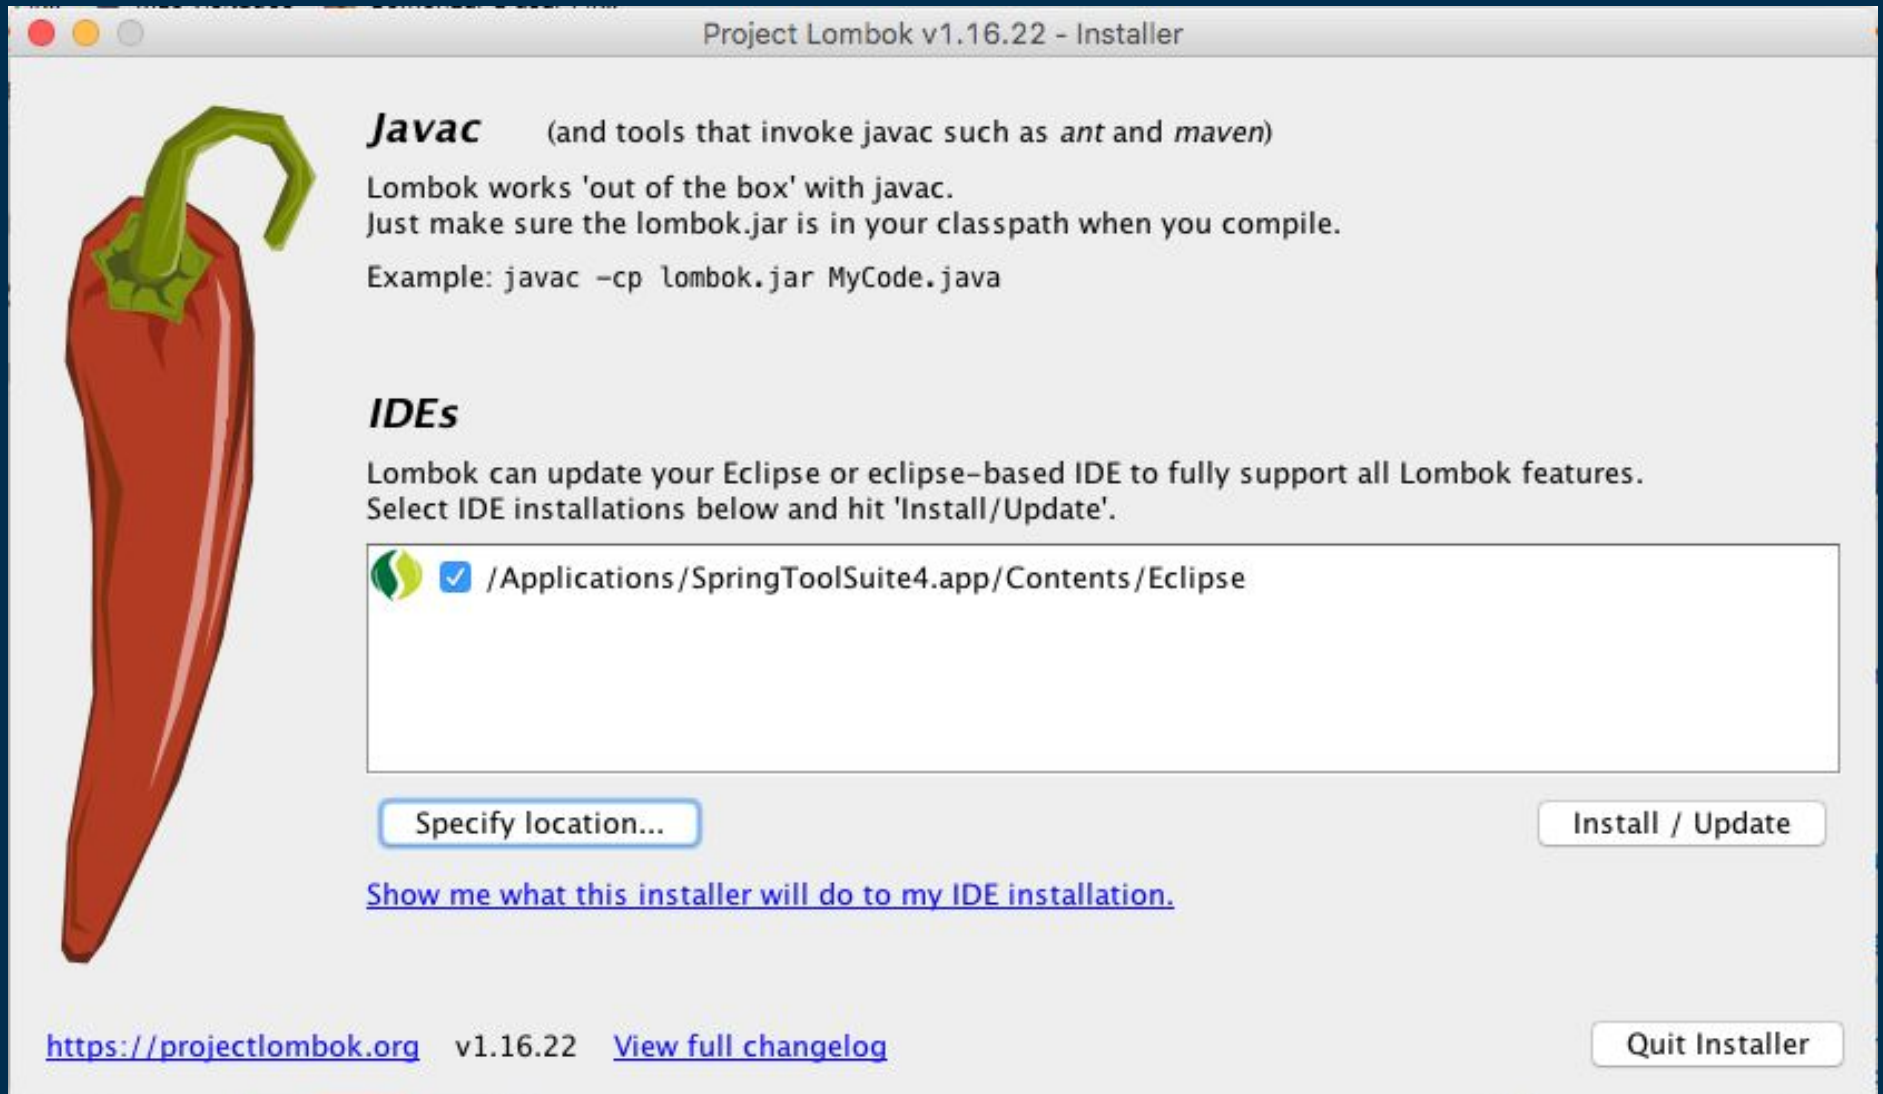 Project Lombok v1.16.22 - Installer
Javac (and tools that invoke javac such as ant and maven)
Lombok works 'out of the box' with javac.
Just make sure the lombok.jar is in your classpath when you compile.
Example: javac -cp lombok.jar MyCode.java
IDEs
Lombok can update your Eclipse or eclipse-based IDE to fully support all Lombok features.
Select IDE installations below and hit 'Install/Update'.
/Applications/SpringToolSuite4.app/Contents/Eclipse
Specify location... Install / Update
Show me what this installer will do to my IDE installation.
https://projectlombok.org v1.16.22 View full changelog Quit Installer